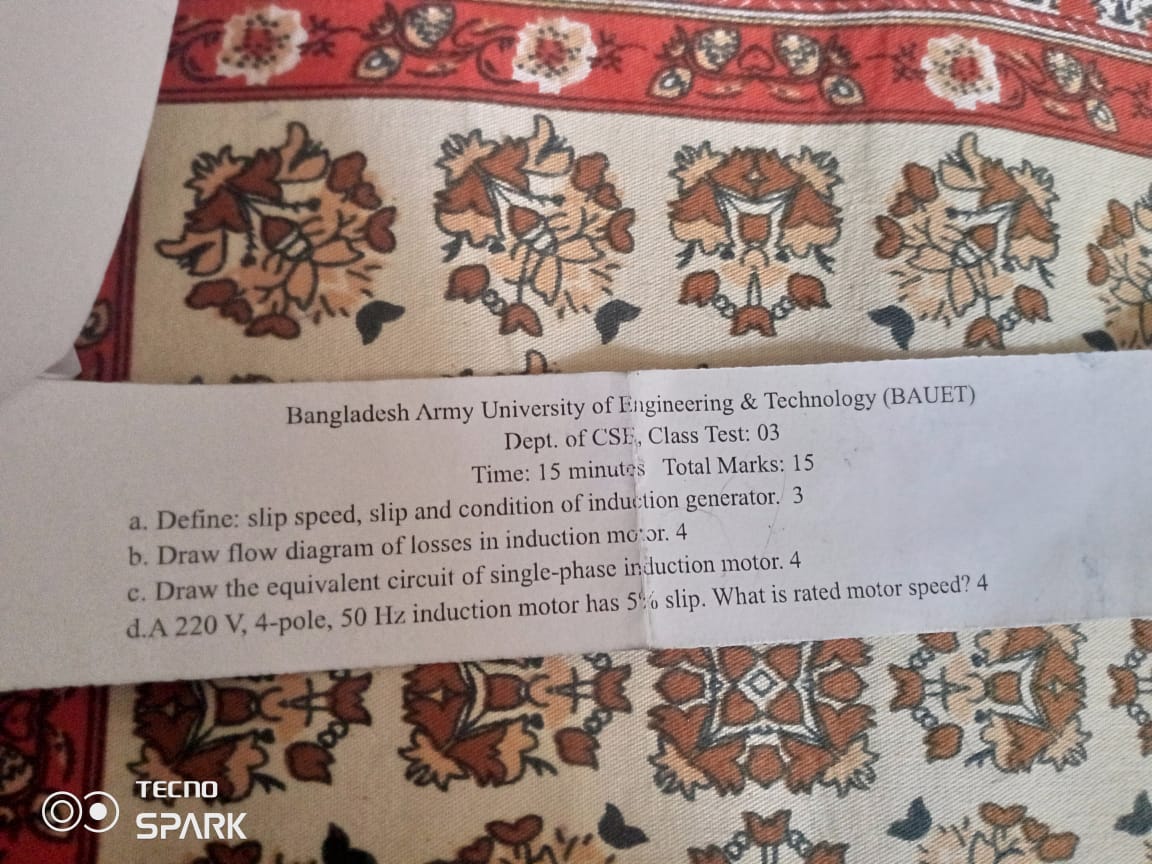 Bangladesh Army University of Engineering & Technology (BAUET)
Dept. of CSE, Class Test: 03
Time: 15 minutes Total Marks: 15
a. Define: slip speed, slip and condition of induction generator. 3
b. Draw flow diagram of losses in induction motor. 4
c. Draw the equivalent circuit of single-phase induction motor. 4
d.A 220 V, 4-pole, 50 Hz induction motor has 5% slip. What is rated motor speed? 4
TECNO
SPARK